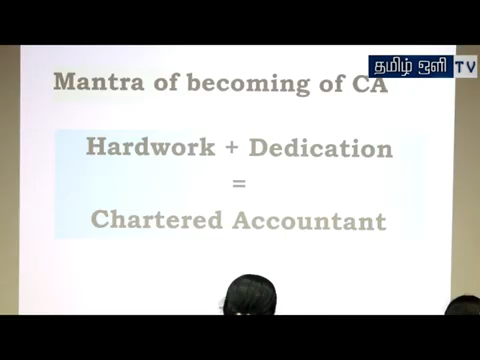 தமிழ் ஒளி TV
Mantra of becoming of CA
Hardwork + Dedication
=
Chartered Accountant